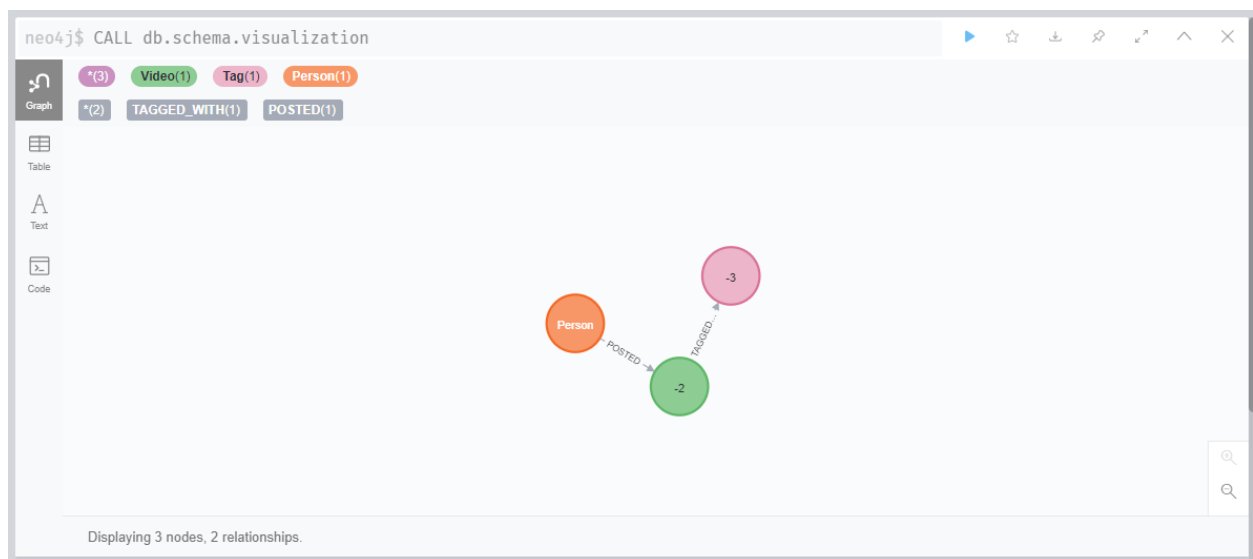 neo4j$ CALL db.schema.visualization
*(3) Video(1) Tag(1) Person(1)
*(2) TAGGED_WITH(1) POSTED(1)
Graph
Table
Text
Code
-3
Person
POSTED
TAGGED...
-2
Displaying 3 nodes, 2 relationships.